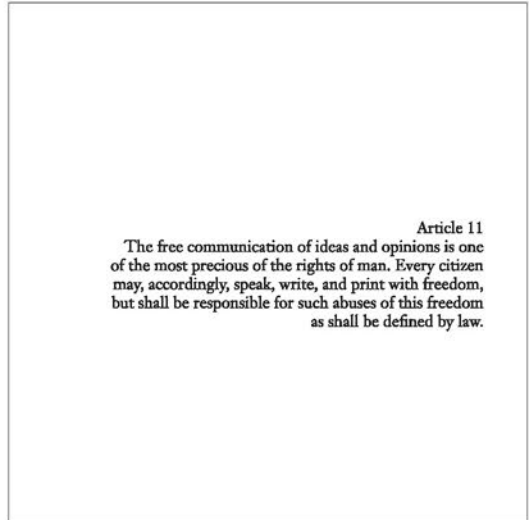 Article 11
The free communication of ideas and opinions is one
of the most precious of the rights of man. Every citizen
may, accordingly, speak, write, and print with freedom,
but shall be responsible for such abuses of this freedom
as shall be defined by law.